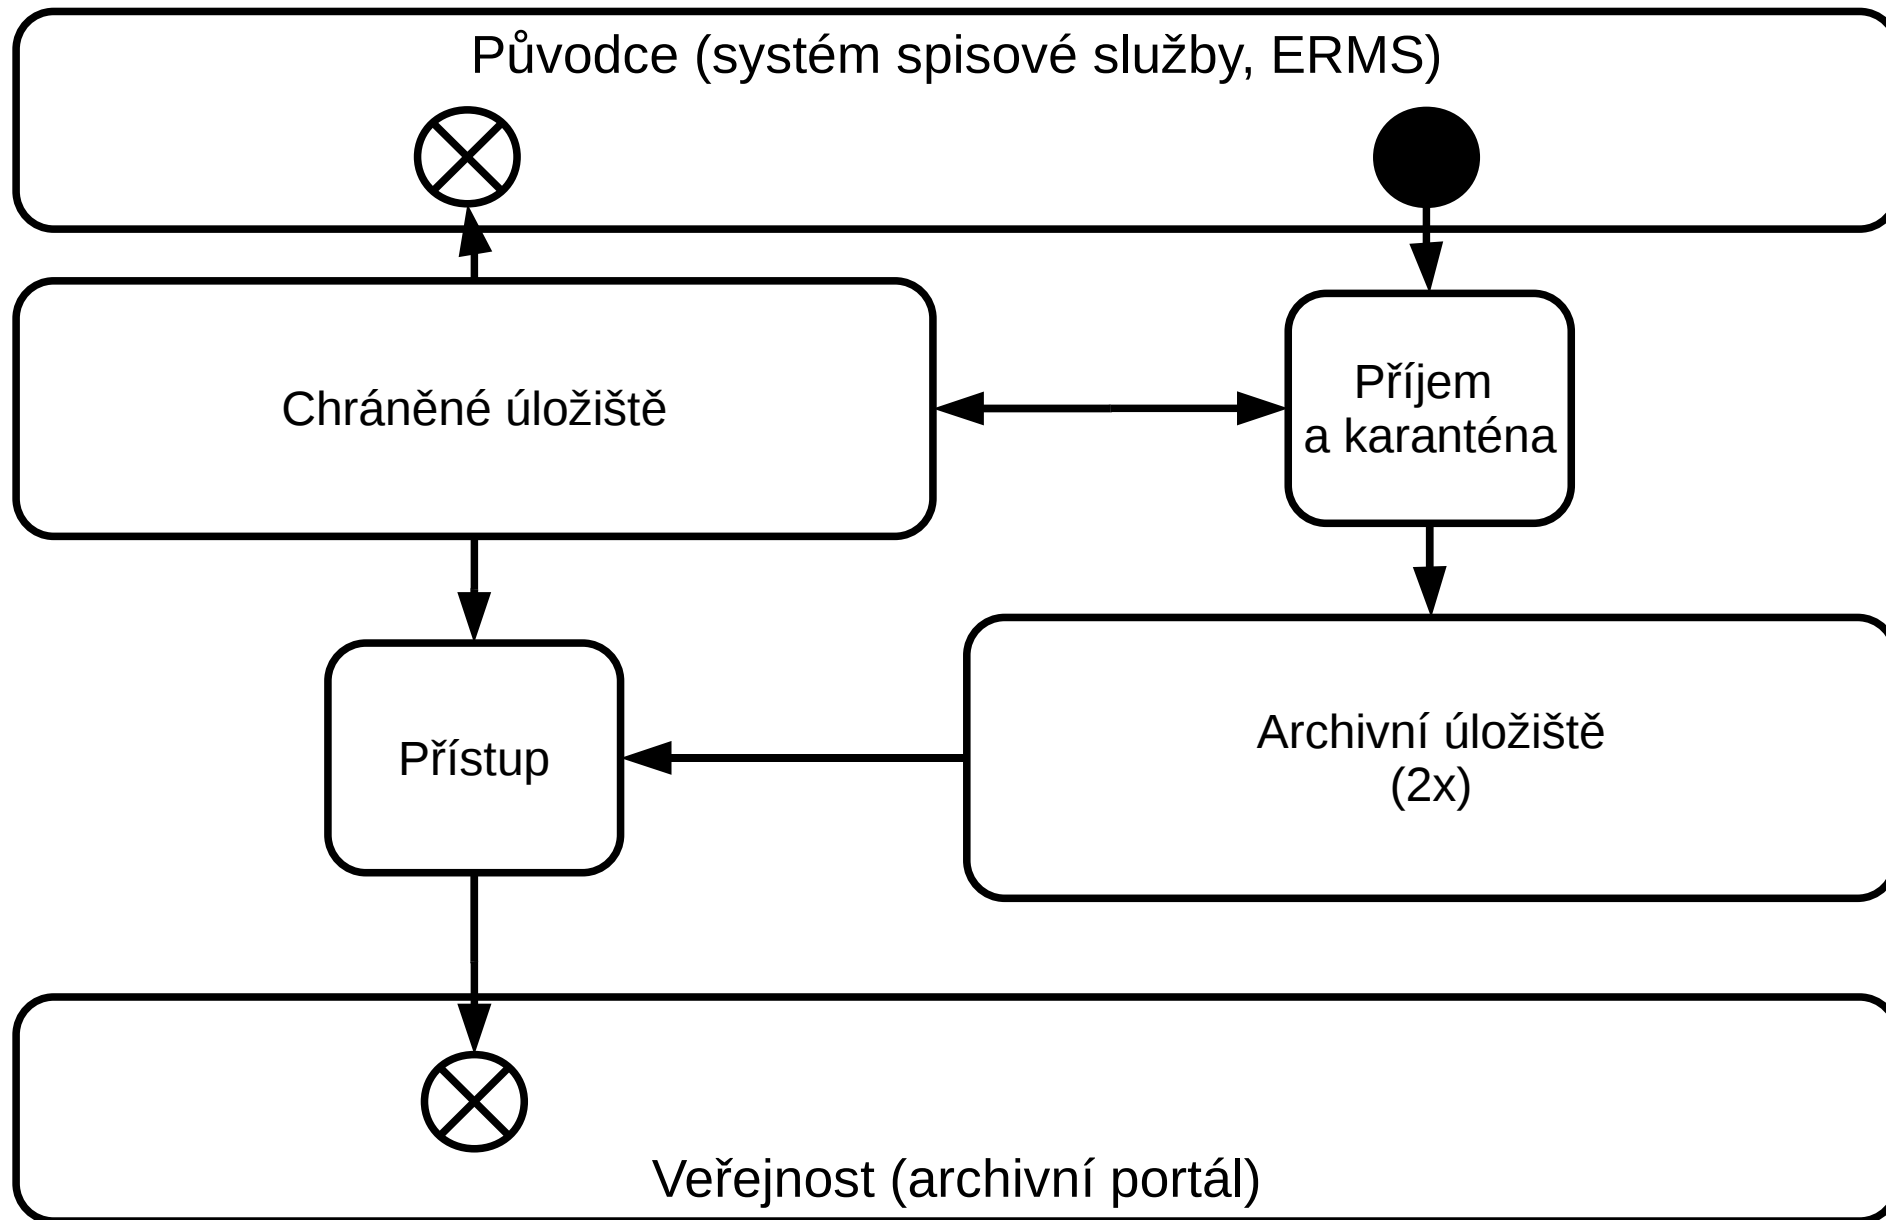 Původce (systém spisové služby, ERMS)
Chráněné úložiště
Příjem
a karanténa
Přístup
Archivní úložiště
(2x)
Veřejnost (archivní portál)